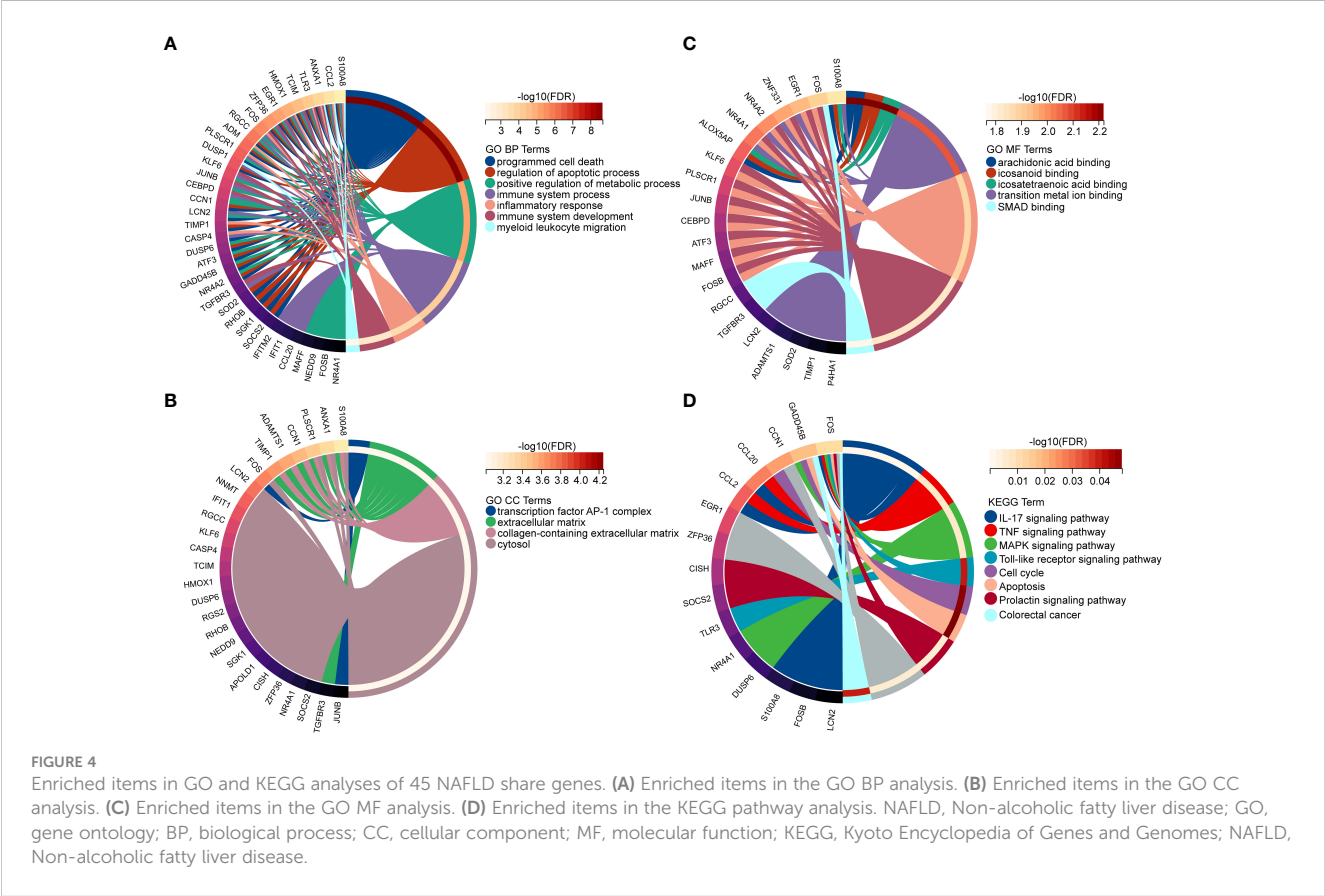 A
S100A8
CCL2
ANXA1
TLR3
TCIM
HMOX1
EGR1
ZFP36
FOS
RGCC
ADM
PLSCR1
DUSP1
KLF6
JUNB
CEBPD
CCN1
LCN2
TIMP1
CASP4
DUSP6
ATF3
GADD45B
NR4A2
TGFBR3
SOD2
RHOB
SGK1
SOCS2
IFITM2
IFIT1
CCL20
MAFF
NEDD9
FOSB
NR4A1
-log10(FDR)
3 4 5 6 7 8
GO BP Terms
programmed cell death
regulation of apoptotic process
positive regulation of metabolic process
immune system process
inflammatory response
immune system development
myeloid leukocyte migration
C
S100A8
FOS
EGR1
ZNF331
NR4A2
NR4A1
ALOX5AP
KLF6
PLSCR1
JUNB
CEBPD
ATF3
MAFF
FOSB
RGCC
TGFBR3
LCN2
ADAMTS1
SOD2
TIMP1
P4HA1
-log10(FDR)
1.8 1.9 2.0 2.1 2.2
GO MF Terms
arachidonic acid binding
icosanoid binding
icosatetraenoic acid binding
transition metal ion binding
SMAD binding
B
S100A8
ANXA1
PLSCR1
CCN1
ADAMTS1
TIMP1
FOS
LCN2
NNMT
IFIT1
RGCC
KLF6
CASP4
TCIM
HMOX1
DUSP6
RGS2
RHOB
NEDD9
SGK1
APOLD1
CISH
ZFP36
NR4A1
SOCS2
TGFBR3
JUNB
-log10(FDR)
3.2 3.4 3.6 3.8 4.0 4.2
GO CC Terms
transcription factor AP-1 complex
extracellular matrix
collagen-containing extracellular matrix
cytosol
D
FOS
GADD45B
CCN1
CCL20
CCL2
EGR1
ZFP36
CISH
SOCS2
TLR3
NR4A1
DUSP6
S100A8
FOSB
LCN2
-log10(FDR)
0.01 0.02 0.03 0.04
KEGG Term
IL-17 signaling pathway
TNF signaling pathway
MAPK signaling pathway
Toll-like receptor signaling pathway
Cell cycle
Apoptosis
Prolactin signaling pathway
Colorectal cancer
FIGURE 4
Enriched items in GO and KEGG analyses of 45 NAFLD share genes. (A) Enriched items in the GO BP analysis. (B) Enriched items in the GO CC
analysis. (C) Enriched items in the GO MF analysis. (D) Enriched items in the KEGG pathway analysis. NAFLD, Non-alcoholic fatty liver disease; GO,
gene ontology; BP, biological process; CC, cellular component; MF, molecular function; KEGG, Kyoto Encyclopedia of Genes and Genomes; NAFLD,
Non-alcoholic fatty liver disease.